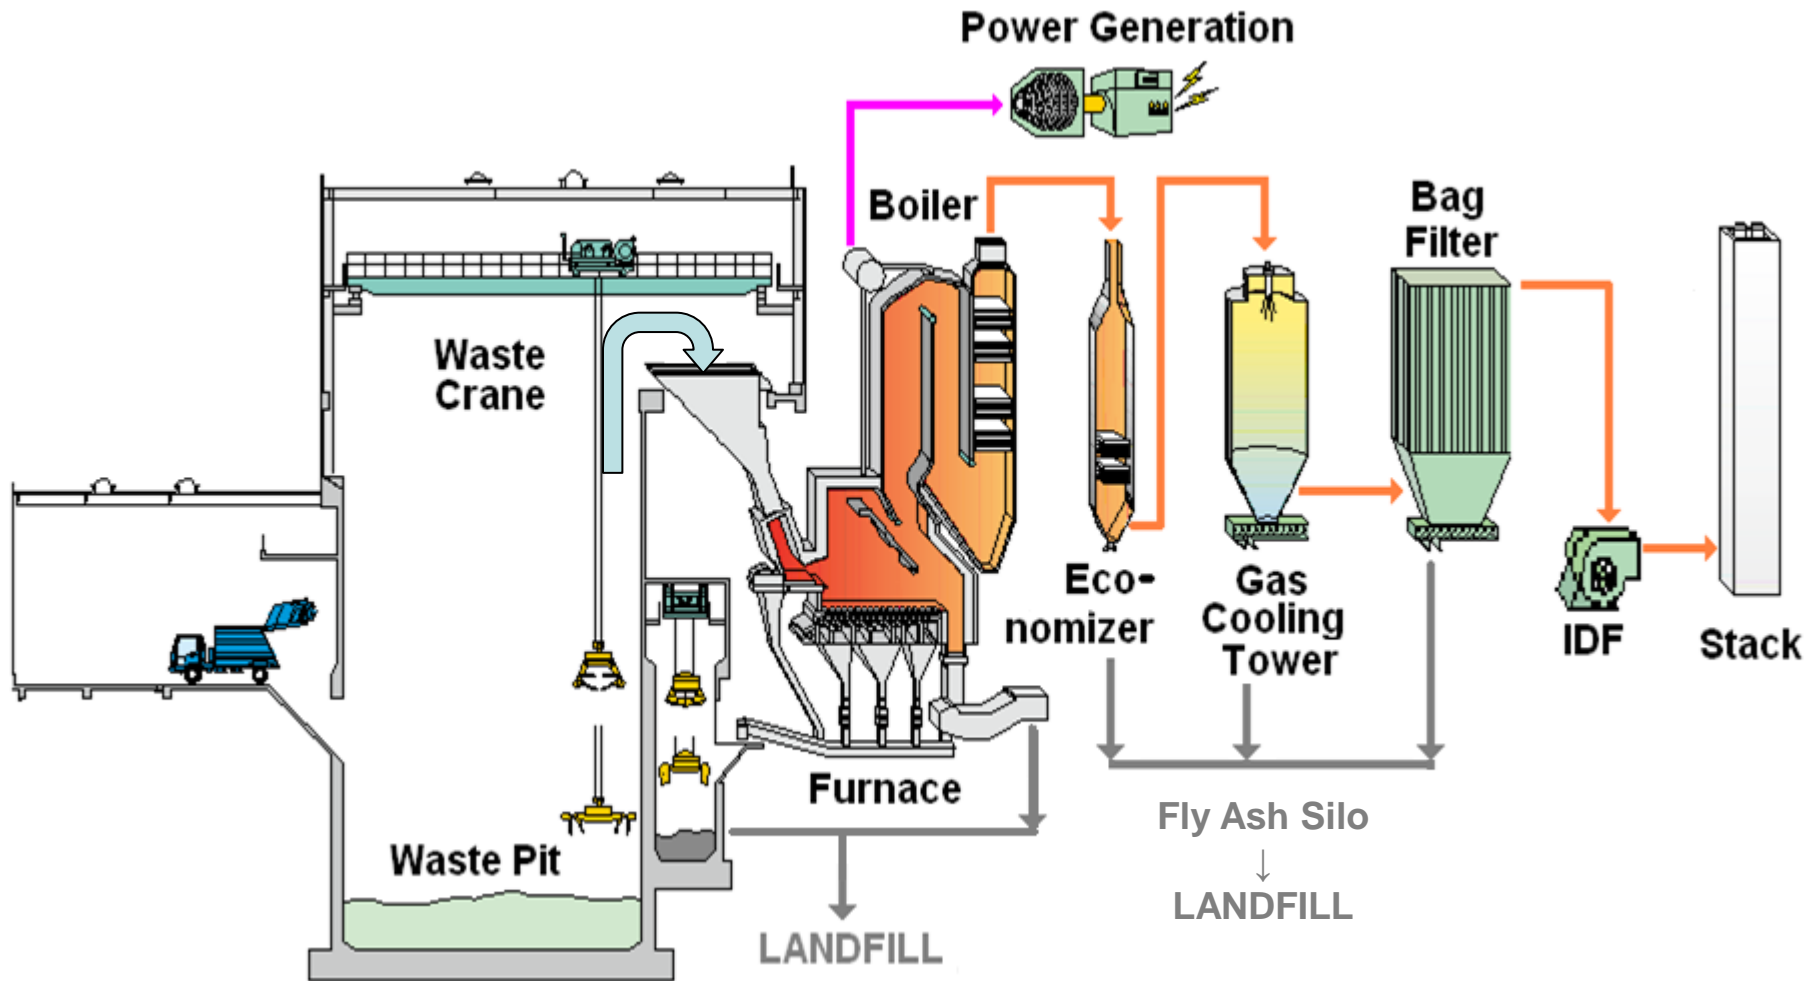 Power Generation
Boiler
Bag
Filter
Waste
Crane
Eco-
nomizer
Gas
Cooling
Tower
IDF
Stack
Furnace
Waste Pit
Fly Ash Silo
↓
LANDFILL
LANDFILL